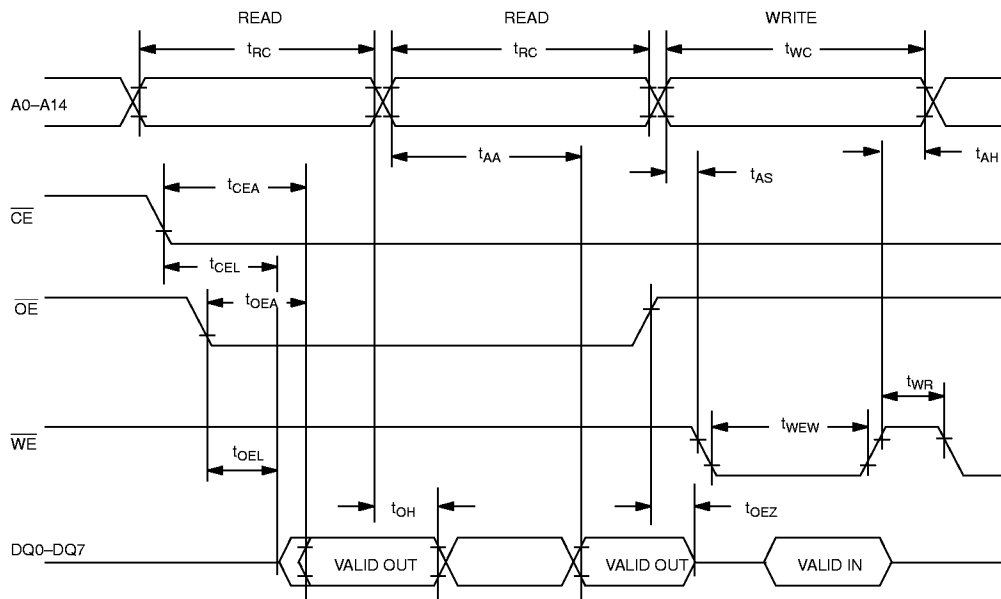 READ READ WRITE
tRC tRC tWC
A0–A14
tAA tAH
tAS
tCEA
CE
tCEL
tOEA
OE
tWR
WE tWEW
tOEL
tOH tOEZ
DQ0–DQ7
VALID OUT VALID OUT VALID IN